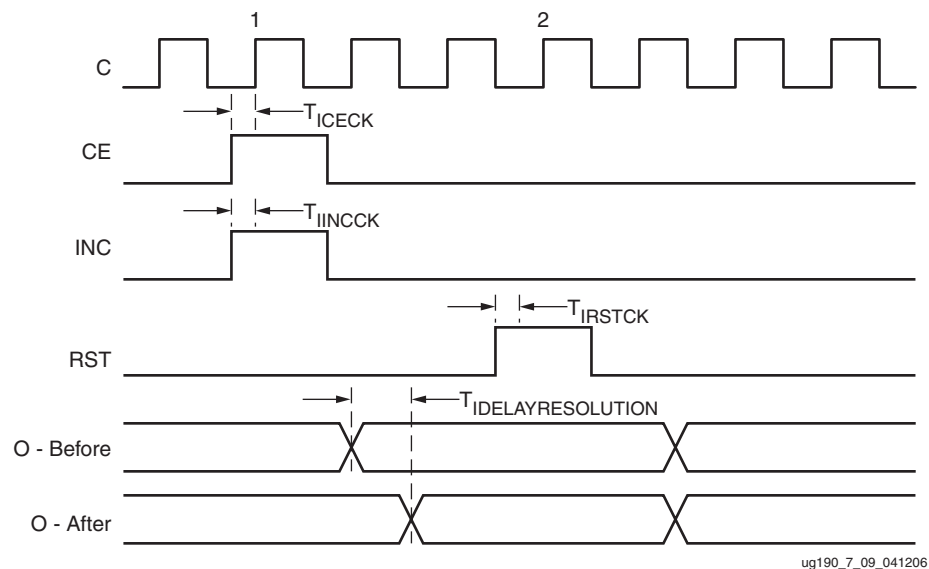 1 2
C
TICECK
CE
TIINCCK
INC
TIRSTCK
RST
TIDELAYRESOLUTION
O - Before
O - After
ug190_7_09_041206